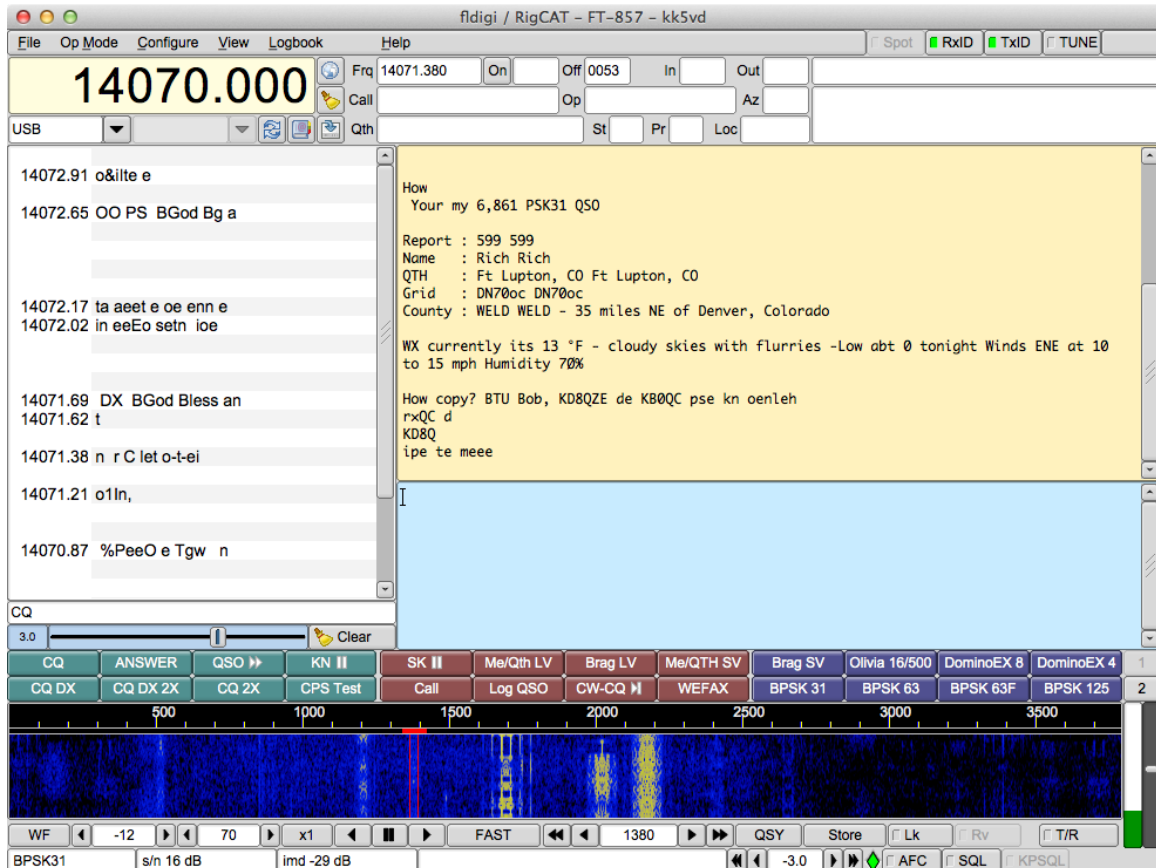 fldigi / RigCAT – FT-857 – kk5vd
File Op Mode Configure View Logbook Help Spot RxID TxID TUNE
14070.000
Frq 14071.380 On Off 0053 In Out
Call Op Az
USB Qth St Pr Loc
14072.91 o&ilte e
14072.65 OO PS BGod Bg a
14072.17 ta aeet e oe enn e
14072.02 in eeEo setn ioe
14071.69 DX BGod Bless an
14071.62 t
14071.38 n r C let o-t-ei
14071.21 o1In,
14070.87 %PeeO e Tgw n
CQ
3.0 Clear
How
Your my 6,861 PSK31 QSO
Report : 599 599
Name : Rich Rich
QTH : Ft Lupton, CO Ft Lupton, CO
Grid : DN70oc DN70oc
County : WELD WELD - 35 miles NE of Denver, Colorado
WX currently its 13 °F - cloudy skies with flurries -Low abt 0 tonight Winds ENE at 10
to 15 mph Humidity 70%
How copy? BTU Bob, KD8QZE de KB0QC pse kn oenleh
rxQC d
KD8Q
ipe te meee
CQ ANSWER QSO KN SK Me/Qth LV Brag LV Me/QTH SV Brag SV Olivia 16/500 DominoEX 8 DominoEX 4 1
CQ DX CQ DX 2X CQ 2X CPS Test Call Log QSO CW-CQ WEFAX BPSK 31 BPSK 63 BPSK 63F BPSK 125 2
500 1000 1500 2000 2500 3000 3500
WF -12 70 x1 FAST 1380 QSY Store Lk Rv T/R
BPSK31 s/n 16 dB imd -29 dB -3.0 AFC SQL KPSQL